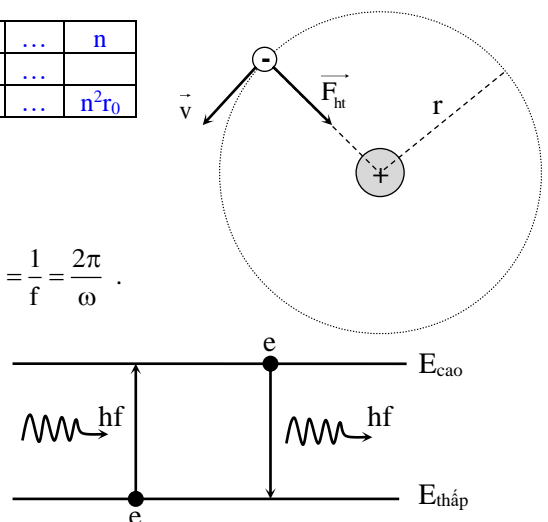 … n
…
… n²r₀
-
v⃗
F⃗ht
r
+
= 1/f = 2π/ω .
e
Ecao
hf
hf
Ethấp
e